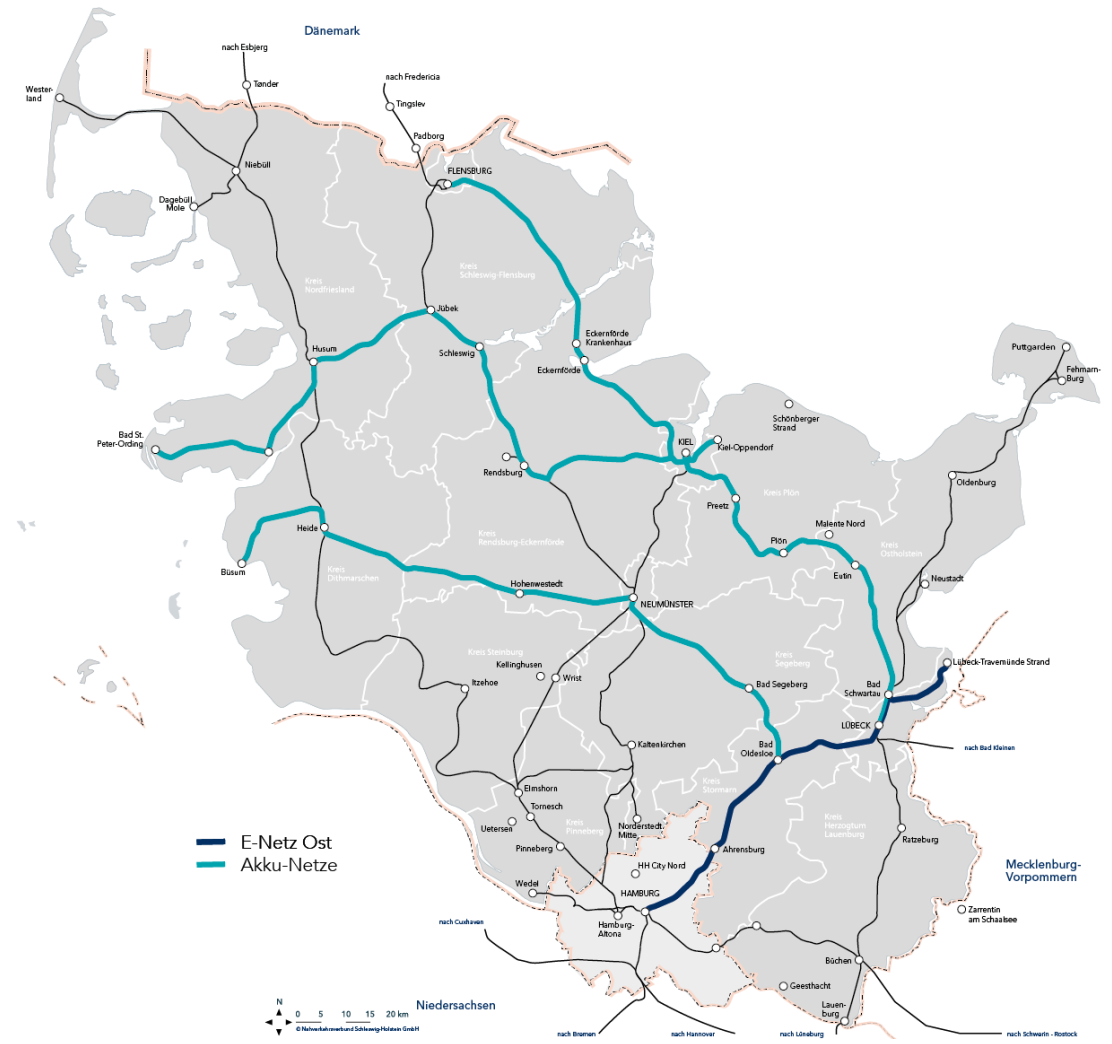 Dänemark
nach Esbjerg
Tønder
nach Fredericia
Tingslev
Wester-
land
Padborg
Niebüll
FLENSBURG
Dagebüll
Mole
Kreis
Schleswig-Flensburg
Kreis
Nordfriesland
Jübek
Eckernförde
Krankenhaus
Husum
Schleswig
Eckernförde
Puttgarden
Fehmarn-
Burg
Schönberger
Strand
Bad St.
Peter-Ording
KIEL
Kiel-Oppendorf
Rendsburg
Oldenburg
Kreis Plön
Preetz
Heide
Malente Nord
Kreis
Rendsburg-Eckernförde
Plön
Kreis
Ostholstein
Büsum
Kreis
Dithmarschen
Eutin
Neustadt
Hohenwestedt
NEUMÜNSTER
Kreis Steinburg
Kreis
Segeberg
Kellinghusen
Lübeck-Travemünde Strand
Itzehoe
Wrist
Bad Segeberg
Bad
Schwartau
LÜBECK
Kaltenkirchen
Bad
Oldesloe
nach Bad Kleinen
Elmshorn
Kreis
Stormarn
Tornesch
Uetersen
Kreis
Pinneberg
Norderstedt
Mitte
Kreis
Herzogtum
Lauenburg
Ratzeburg
E-Netz Ost
Akku-Netze
Pinneberg
Ahrensburg
HH City Nord
Mecklenburg-
Vorpommern
Wedel
HAMBURG
Zarrentin
am Schaalsee
nach Cuxhaven
Hamburg-
Altona
Büchen
Geesthacht
Niedersachsen
Lauen-
burg
N
0 5 10 15 20 km
© Nahverkehrsverbund Schleswig-Holstein GmbH
nach Bremen
nach Hannover
nach Lüneburg
nach Schwerin - Rostock